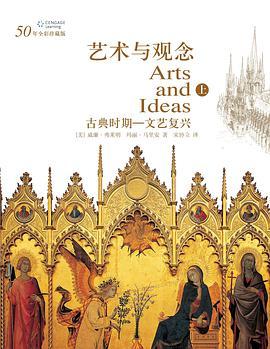 CENGAGE
Learning
50年全彩珍藏版
艺术与观念
Arts
and
Ideas
上
古典时期—文艺复兴
[美] 威廉·弗莱明 玛丽·马里安 著 宋协立 译